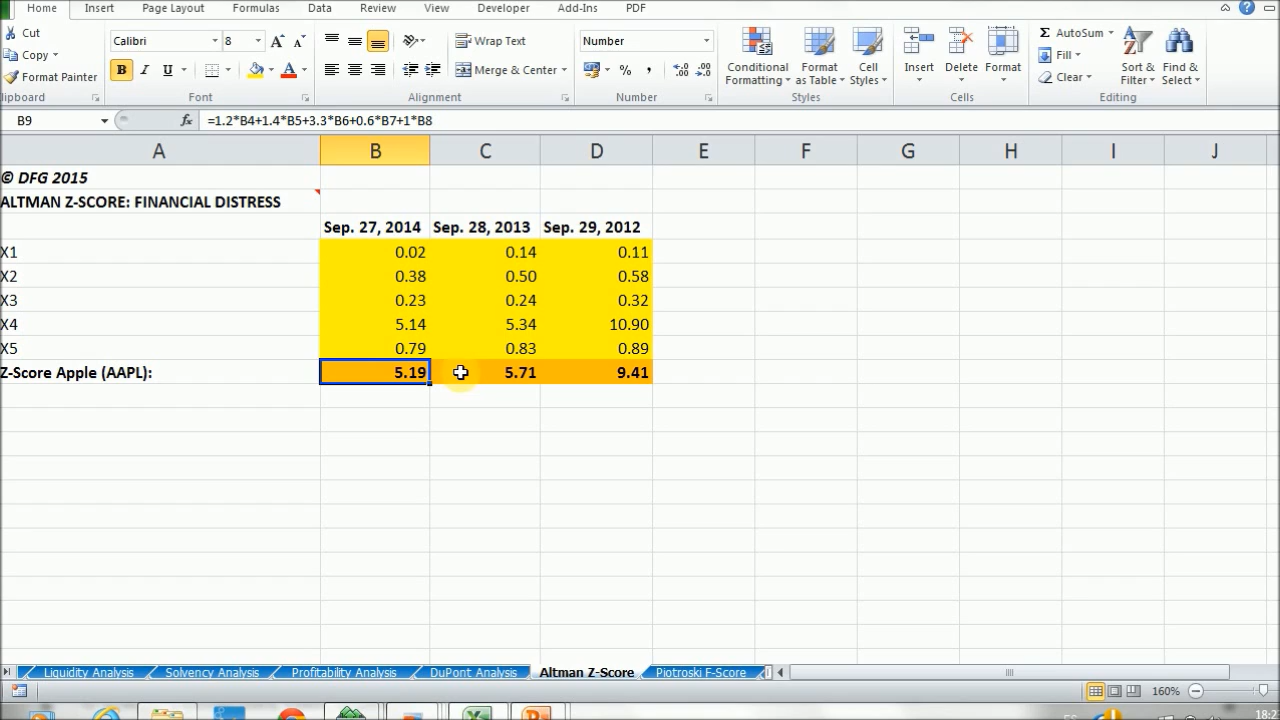 Home Insert Page Layout Formulas Data Review View Developer Add-Ins PDF
Cut
Copy
Format Painter
lipboard
Calibri 8
B I U
Font
Wrap Text
Merge & Center
Alignment
Number
%
Number
Conditional Formatting
Format as Table
Cell Styles
Styles
Insert Delete Format
Cells
AutoSum
Fill
Clear
Sort & Filter
Find & Select
Editing
B9 fx =1.2*B4+1.4*B5+3.3*B6+0.6*B7+1*B8
A B C D E F G H I J
© DFG 2015
ALTMAN Z-SCORE: FINANCIAL DISTRESS
Sep. 27, 2014 Sep. 28, 2013 Sep. 29, 2012
X1 0.02 0.14 0.11
X2 0.38 0.50 0.58
X3 0.23 0.24 0.32
X4 5.14 5.34 10.90
X5 0.79 0.83 0.89
Z-Score Apple (AAPL): 5.19 5.71 9.41
Liquidity Analysis Solvency Analysis Profitability Analysis DuPont Analysis Altman Z-Score Piotroski F-Score
160%